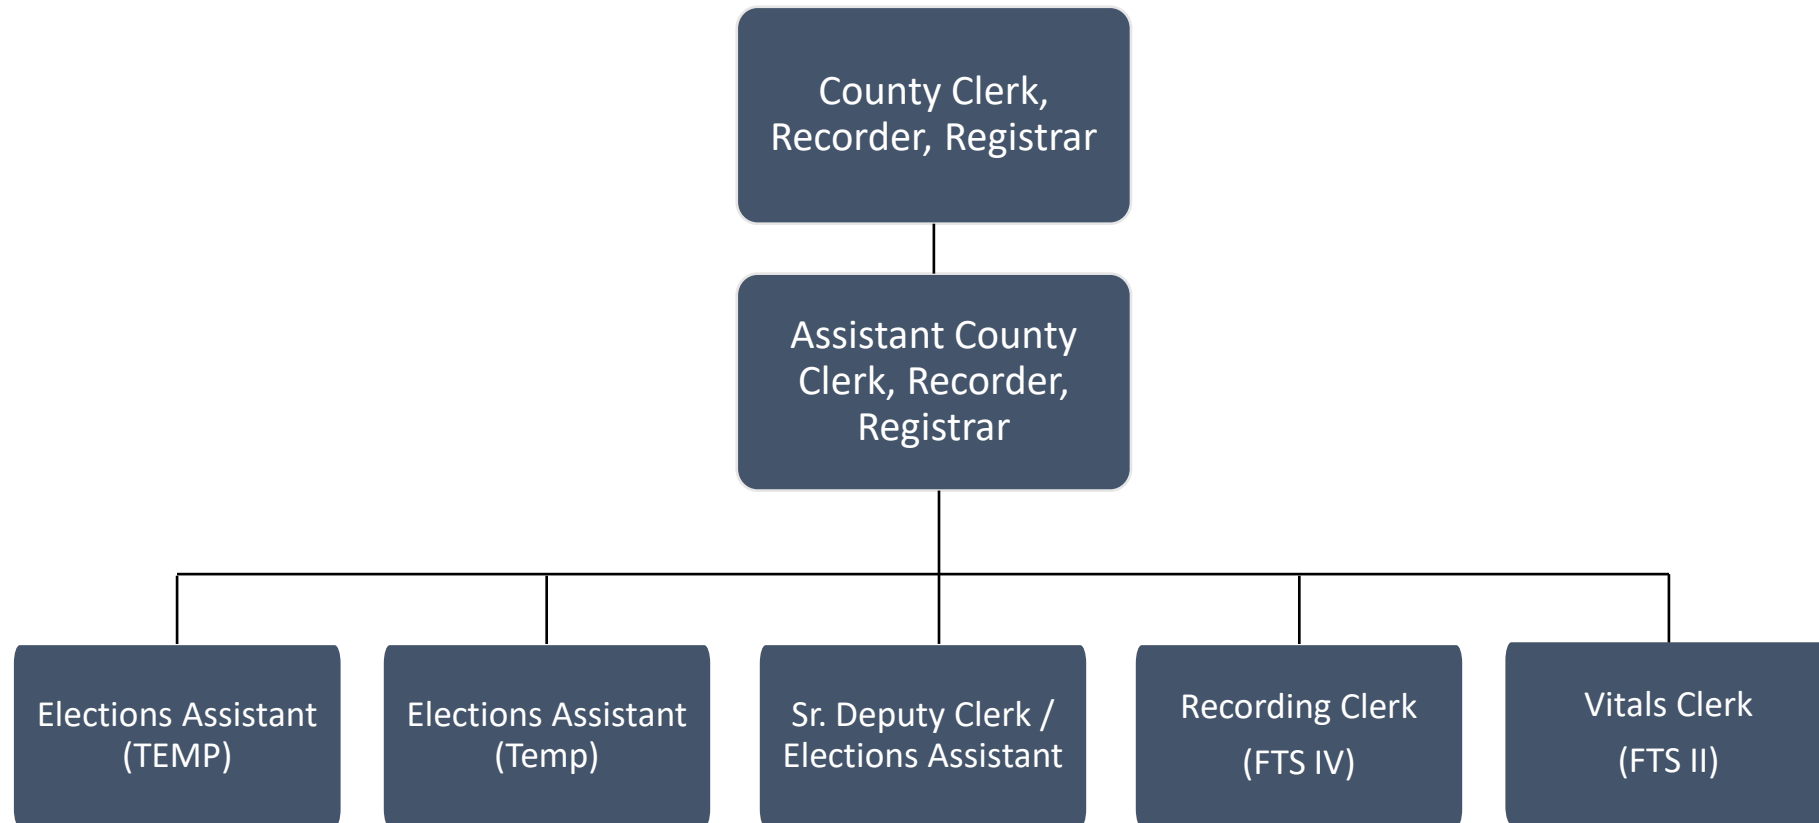 County Clerk,
Recorder, Registrar
Assistant County
Clerk, Recorder,
Registrar
Elections Assistant
(TEMP)
Elections Assistant
(Temp)
Sr. Deputy Clerk /
Elections Assistant
Recording Clerk
(FTS IV)
Vitals Clerk
(FTS II)